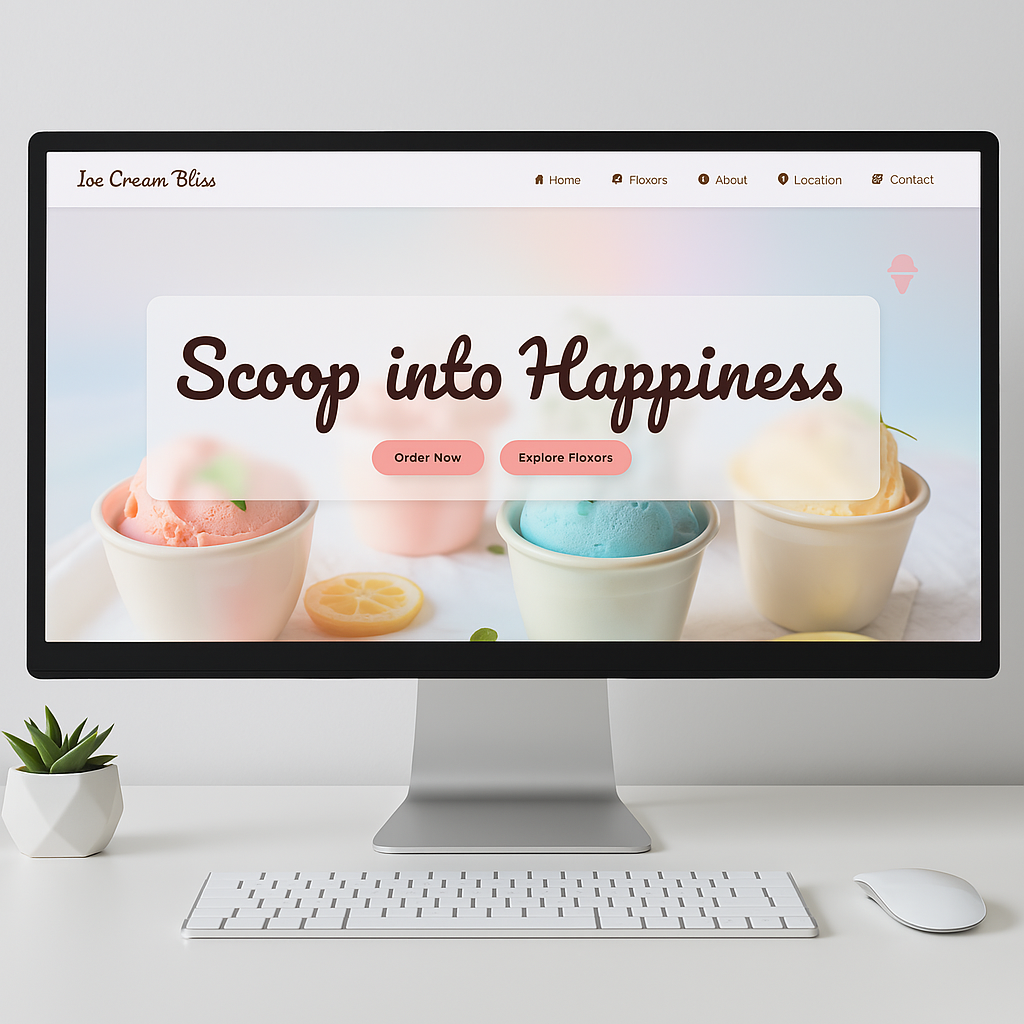 Ioe Cream Bliss
Home Floxors About Location Contact
Scoop into Happiness
Order Now Explore Floxors